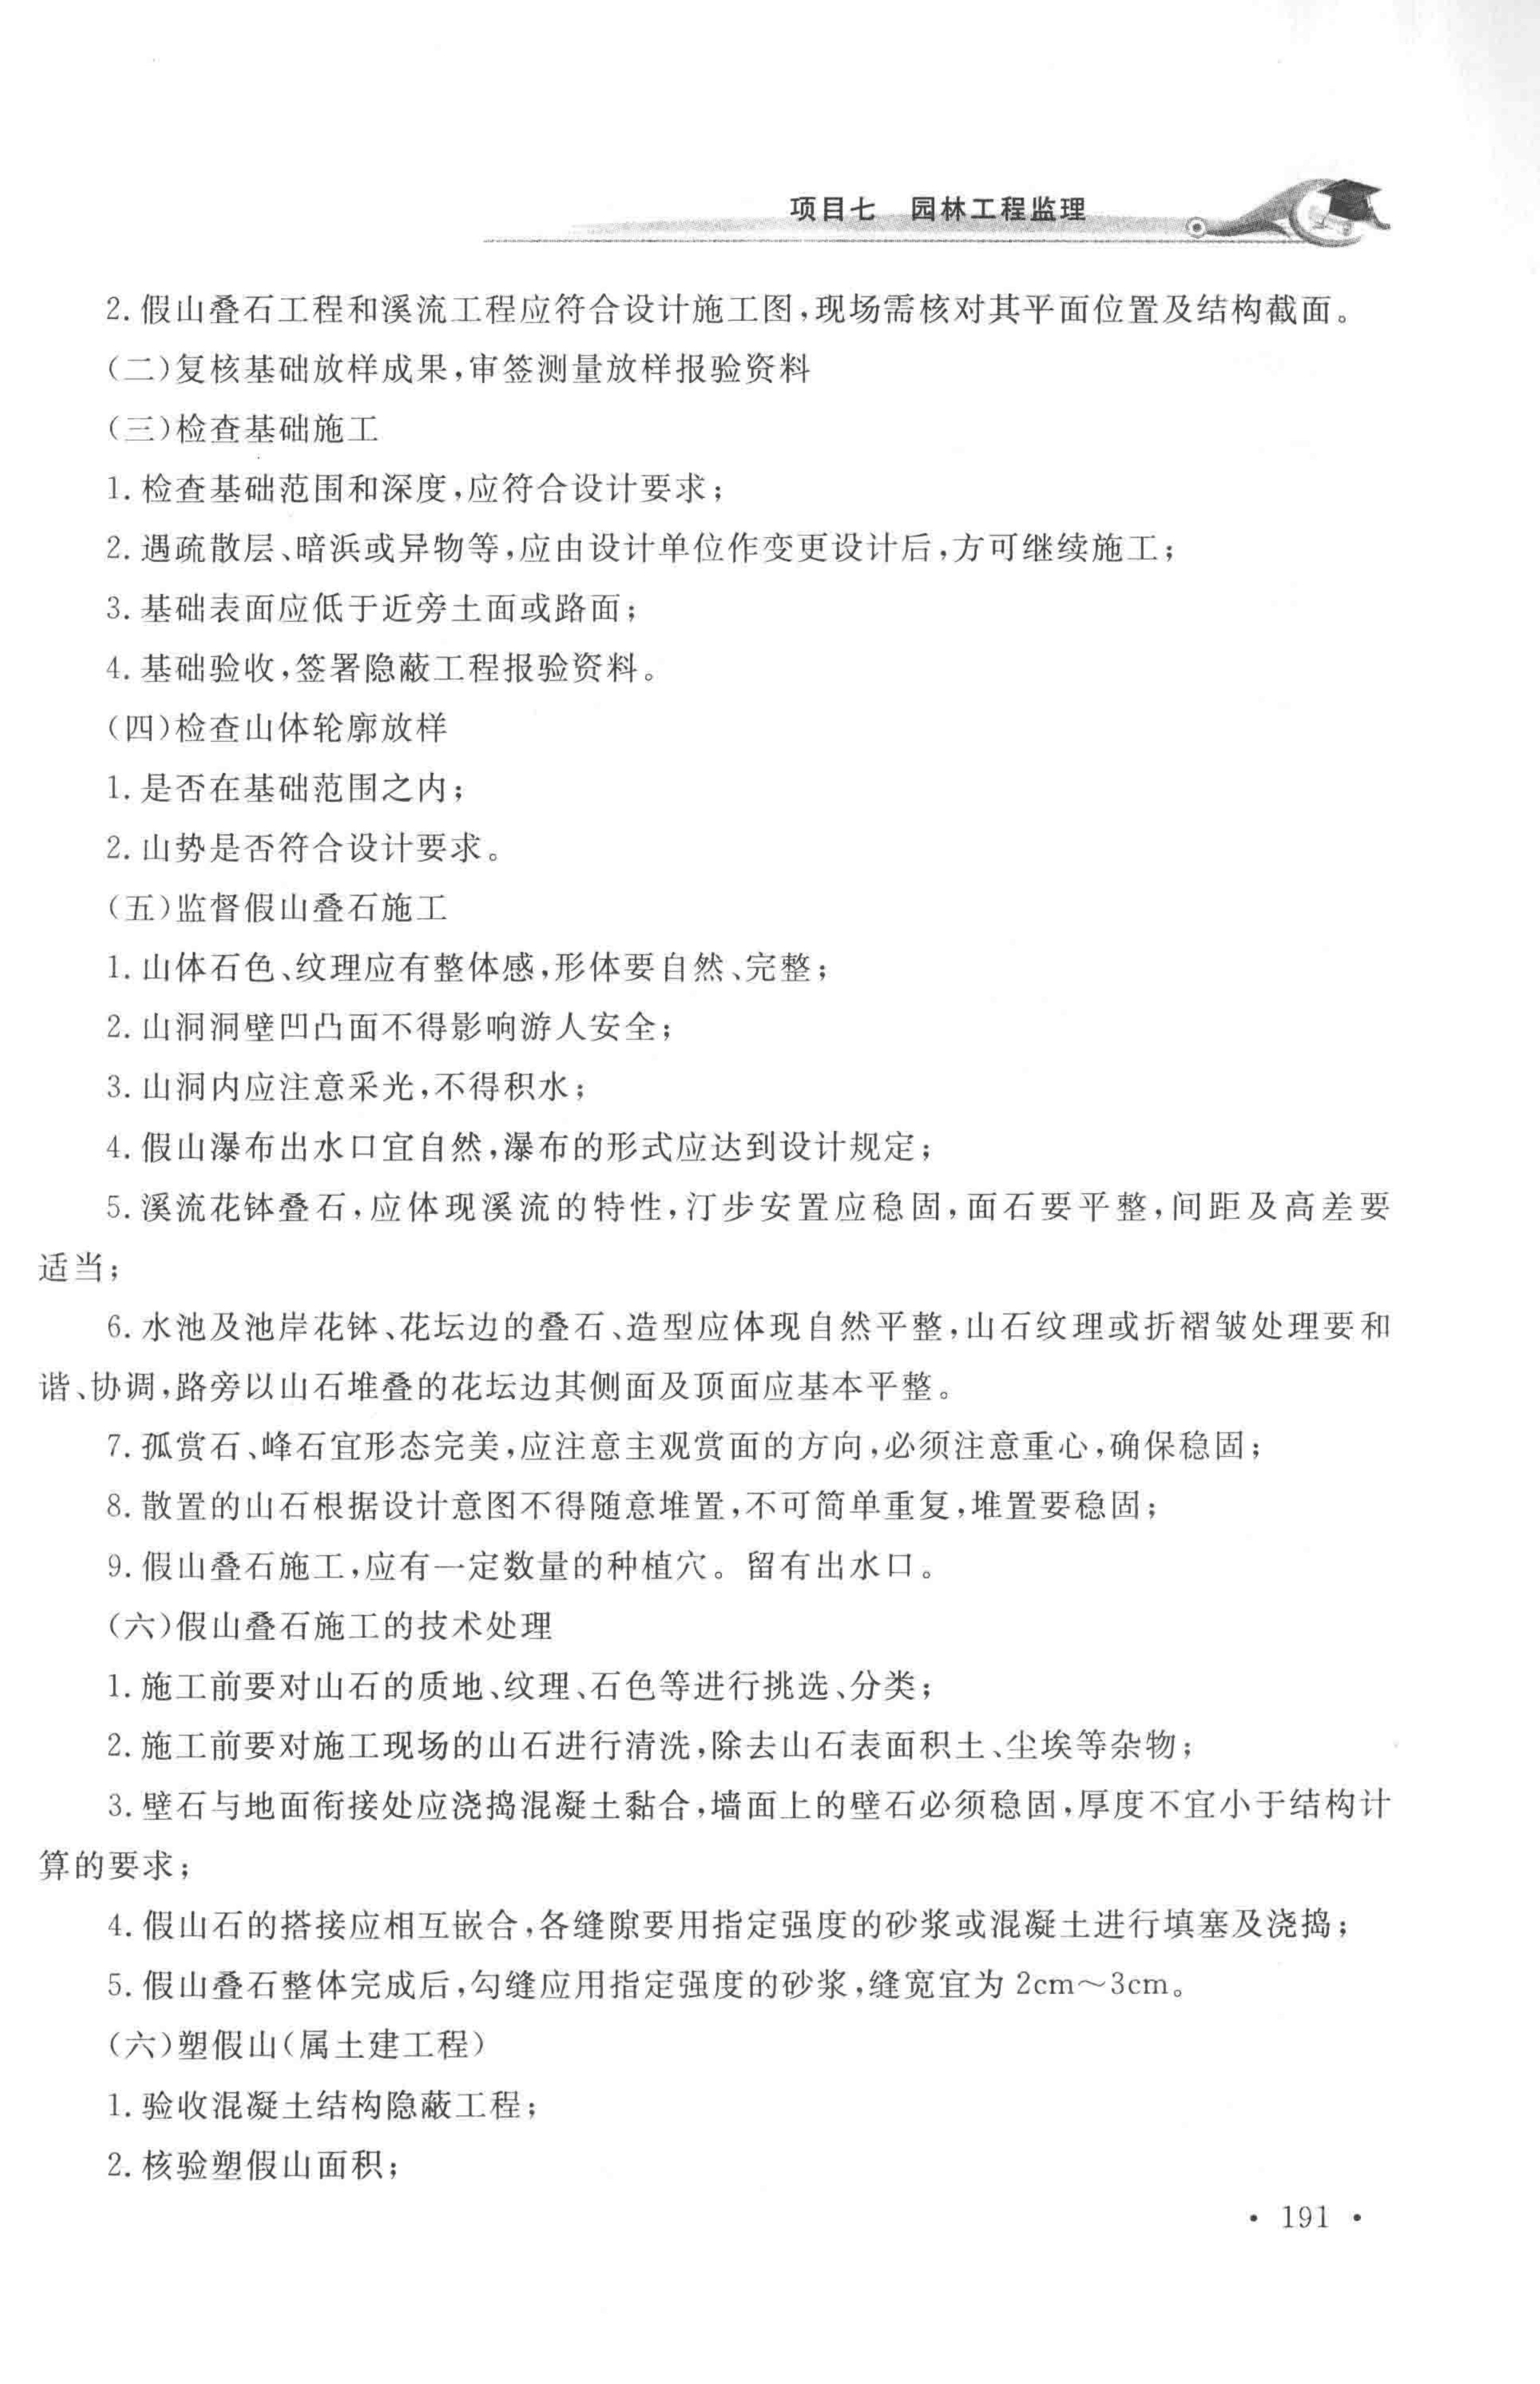 项目七 园林工程监理
2. 假山叠石工程和溪流工程应符合设计施工图,现场需核对其平面位置及结构截面。
(二)复核基础放样成果,审签测量放样报验资料
(三)检查基础施工
1. 检查基础范围和深度,应符合设计要求;
2. 遇疏散层、暗浜或异物等,应由设计单位作变更设计后,方可继续施工;
3. 基础表面应低于近旁土面或路面;
4. 基础验收,签署隐蔽工程报验资料。
(四)检查山体轮廓放样
1. 是否在基础范围之内;
2. 山势是否符合设计要求。
(五)监督假山叠石施工
1. 山体石色、纹理应有整体感,形体要自然、完整;
2. 山洞洞壁凹凸面不得影响游人安全;
3. 山洞内应注意采光,不得积水;
4. 假山瀑布出水口宜自然,瀑布的形式应达到设计规定;
5. 溪流花钵叠石,应体现溪流的特性,汀步安置应稳固,面石要平整,间距及高差要
适当;
6. 水池及池岸花钵、花坛边的叠石、造型应体现自然平整,山石纹理或折褶皱处理要和
谐、协调,路旁以山石堆叠的花坛边其侧面及顶面应基本平整。
7. 孤赏石、峰石宜形态完美,应注意主观赏面的方向,必须注意重心,确保稳固;
8. 散置的山石根据设计意图不得随意堆置,不可简单重复,堆置要稳固;
9. 假山叠石施工,应有一定数量的种植穴。留有出水口。
(六)假山叠石施工的技术处理
1. 施工前要对山石的质地、纹理、石色等进行挑选、分类;
2. 施工前要对施工现场的山石进行清洗,除去山石表面积土、尘埃等杂物;
3. 壁石与地面衔接处应浇捣混凝土黏合,墙面上的壁石必须稳固,厚度不宜小于结构计
算的要求;
4. 假山石的搭接应相互嵌合,各缝隙要用指定强度的砂浆或混凝土进行填塞及浇捣;
5. 假山叠石整体完成后,勾缝应用指定强度的砂浆,缝宽宜为 2cm～3cm。
(六)塑假山(属土建工程)
1. 验收混凝土结构隐蔽工程;
2. 核验塑假山面积;
• 191 •